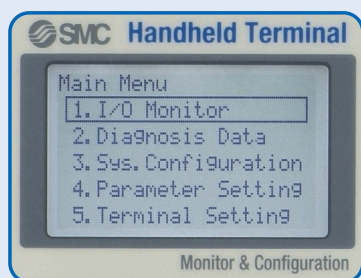 SMC Handheld Terminal
Main Menu
1. I/O Monitor
2. Diagnosis Data
3. Sys. Configuration
4. Parameter Setting
5. Terminal Setting
Monitor & Configuration